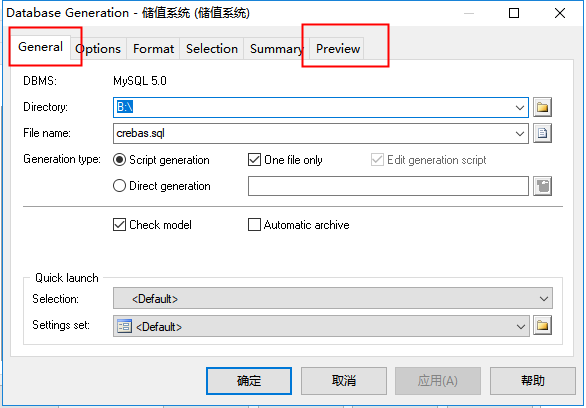 Database Generation - 储值系统 (储值系统)
General Options Format Selection Summary Preview
DBMS: MySQL 5.0
Directory: B:\
File name: crebas.sql
Generation type: Script generation One file only Edit generation script
Direct generation
Check model Automatic archive
Quick launch
Selection: <Default>
Settings set: <Default>
确定 取消 应用(A) 帮助